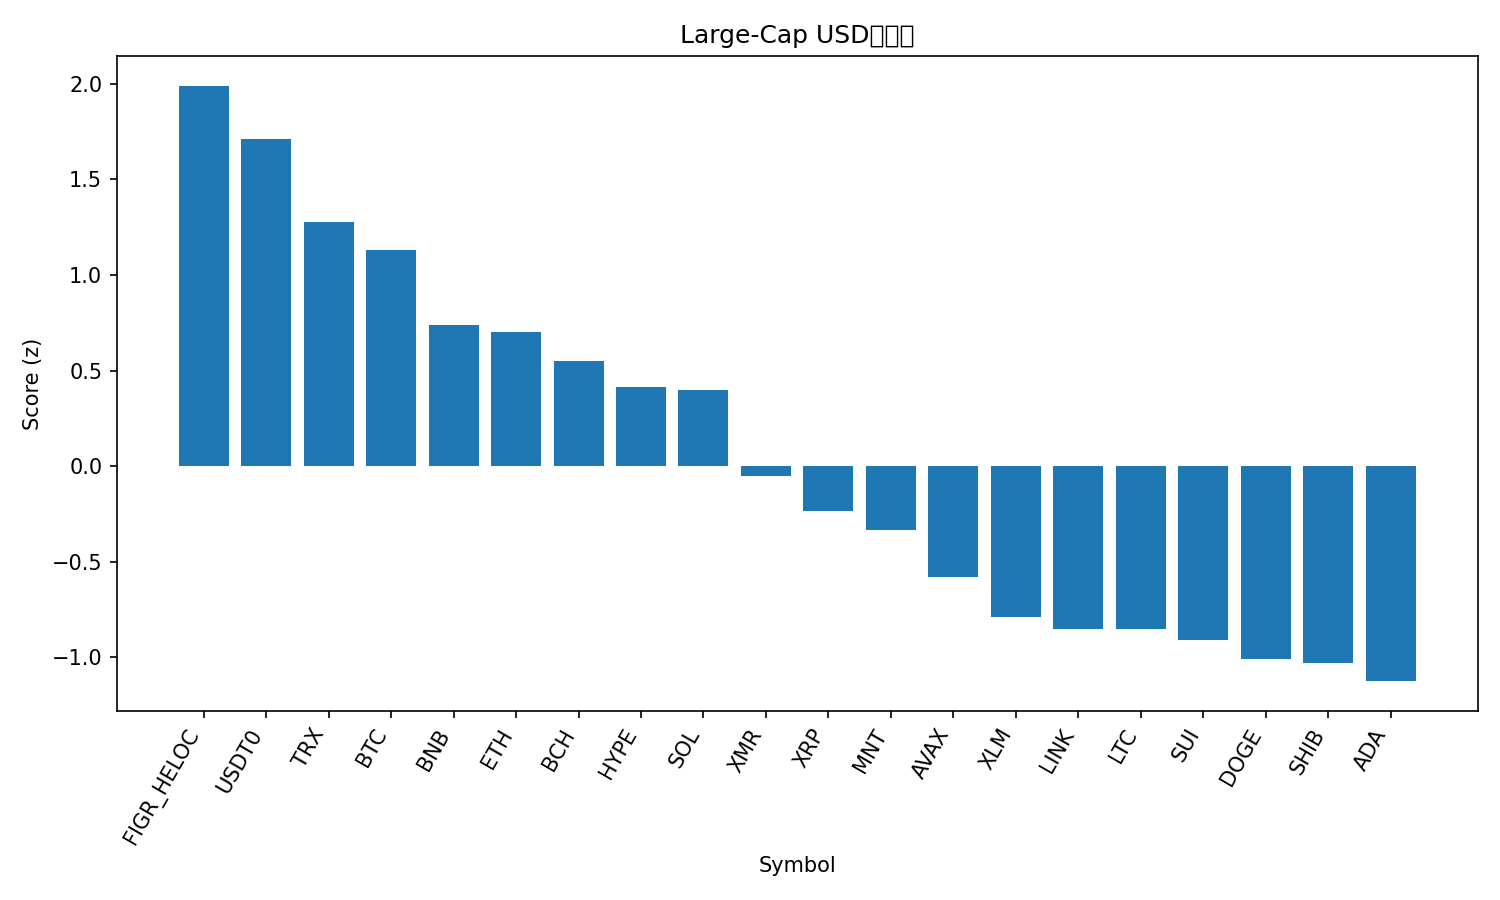 Large-Cap USD
Score (z)
2.0
1.5
1.0
0.5
0.0
−0.5
−1.0
FIGR_HELOC
USDT0
TRX
BTC
BNB
ETH
BCH
HYPE
SOL
XMR
XRP
MNT
AVAX
XLM
LINK
LTC
SUI
DOGE
SHIB
ADA
Symbol